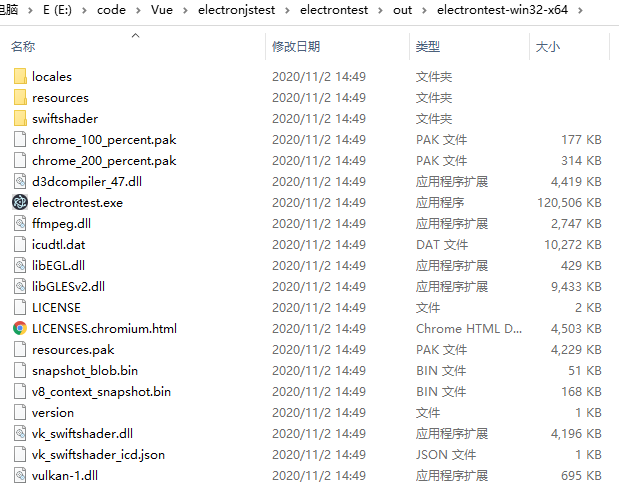 电脑 > E (E:) > code > Vue > electronjstest > electrontest > out > electrontest-win32-x64 >
名称 修改日期 类型 大小
locales 2020/11/2 14:49 文件夹
resources 2020/11/2 14:49 文件夹
swiftshader 2020/11/2 14:49 文件夹
chrome_100_percent.pak 2020/11/2 14:49 PAK 文件 177 KB
chrome_200_percent.pak 2020/11/2 14:49 PAK 文件 314 KB
d3dcompiler_47.dll 2020/11/2 14:49 应用程序扩展 4,419 KB
electrontest.exe 2020/11/2 14:49 应用程序 120,506 KB
ffmpeg.dll 2020/11/2 14:49 应用程序扩展 2,747 KB
icudtl.dat 2020/11/2 14:49 DAT 文件 10,272 KB
libEGL.dll 2020/11/2 14:49 应用程序扩展 429 KB
libGLESv2.dll 2020/11/2 14:49 应用程序扩展 9,433 KB
LICENSE 2020/11/2 14:49 文件 2 KB
LICENSES.chromium.html 2020/11/2 14:49 Chrome HTML D... 4,503 KB
resources.pak 2020/11/2 14:49 PAK 文件 4,229 KB
snapshot_blob.bin 2020/11/2 14:49 BIN 文件 51 KB
v8_context_snapshot.bin 2020/11/2 14:49 BIN 文件 168 KB
version 2020/11/2 14:49 文件 1 KB
vk_swiftshader.dll 2020/11/2 14:49 应用程序扩展 4,196 KB
vk_swiftshader_icd.json 2020/11/2 14:49 JSON 文件 1 KB
vulkan-1.dll 2020/11/2 14:49 应用程序扩展 695 KB